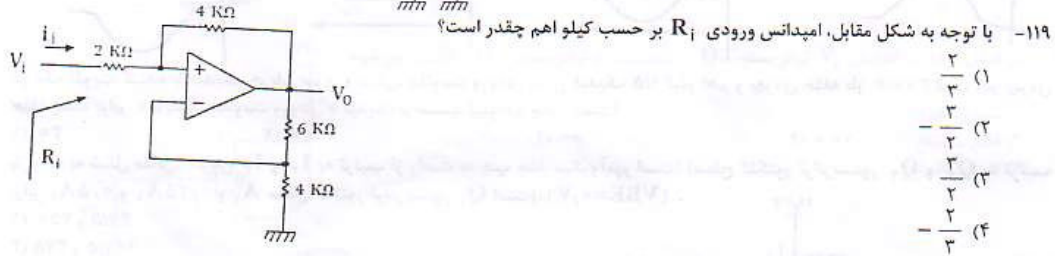 ۱۱۹- با توجه به شکل مقابل، امپدانس ورودی Rᵢ بر حسب کیلو اهم چقدر است؟
۱) ۲/۳
۲) -۳/۲
۳) ۳/۲
۴) -۲/۳
4 KΩ
iᵢ
2 KΩ
Vᵢ
+
−
V₀
6 KΩ
Rᵢ
4 KΩ